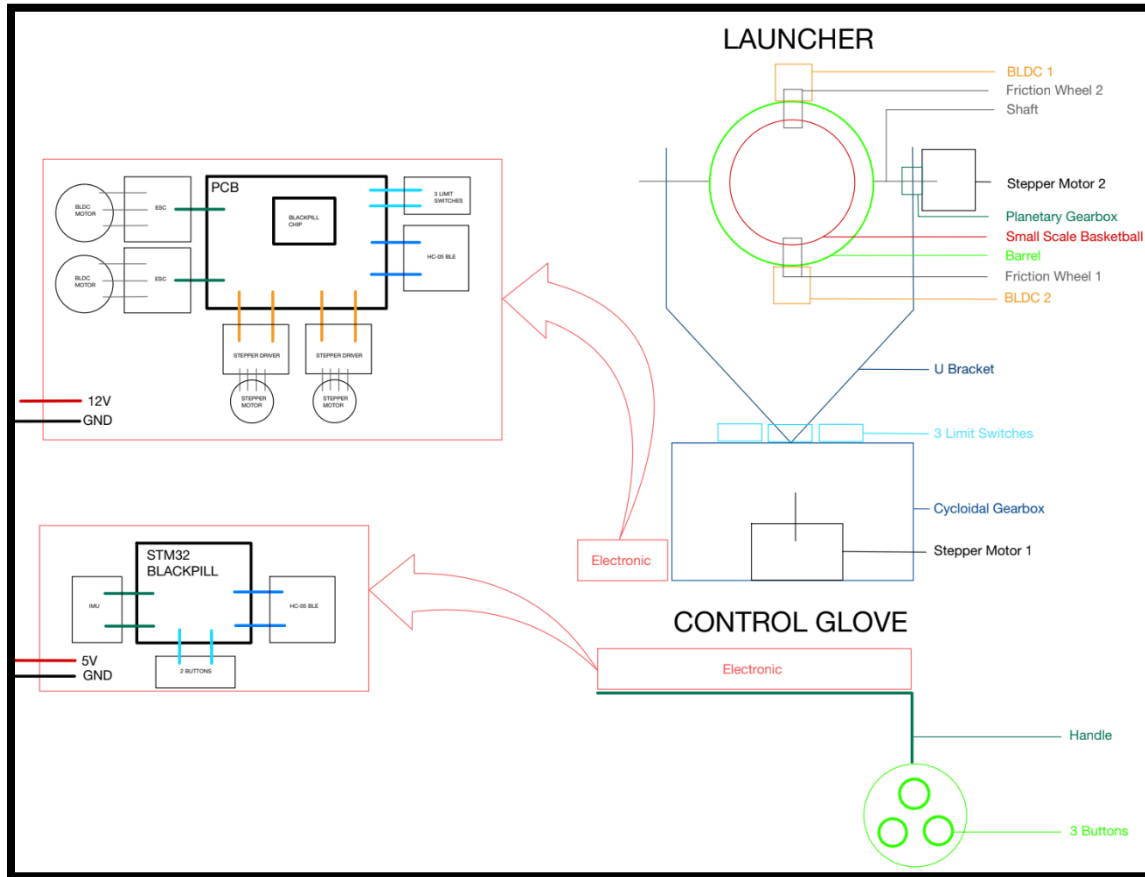 LAUNCHER
BLDC 1
Friction Wheel 2
Shaft
Stepper Motor 2
Planetary Gearbox
Small Scale Basketball
Barrel
Friction Wheel 1
BLDC 2
U Bracket
3 Limit Switches
Cycloidal Gearbox
Stepper Motor 1
Electronic
PCB
BLACKPILL
CHIP
BLDC
MOTOR
ESC
BLDC
MOTOR
ESC
3 LIMIT
SWITCHES
HC-05 BLE
STEPPER DRIVER
STEPPER DRIVER
STEPPER
MOTOR
STEPPER
MOTOR
12V
GND
STM32
BLACKPILL
IMU
HC-05 BLE
2 BUTTONS
5V
GND
CONTROL GLOVE
Electronic
Handle
3 Buttons